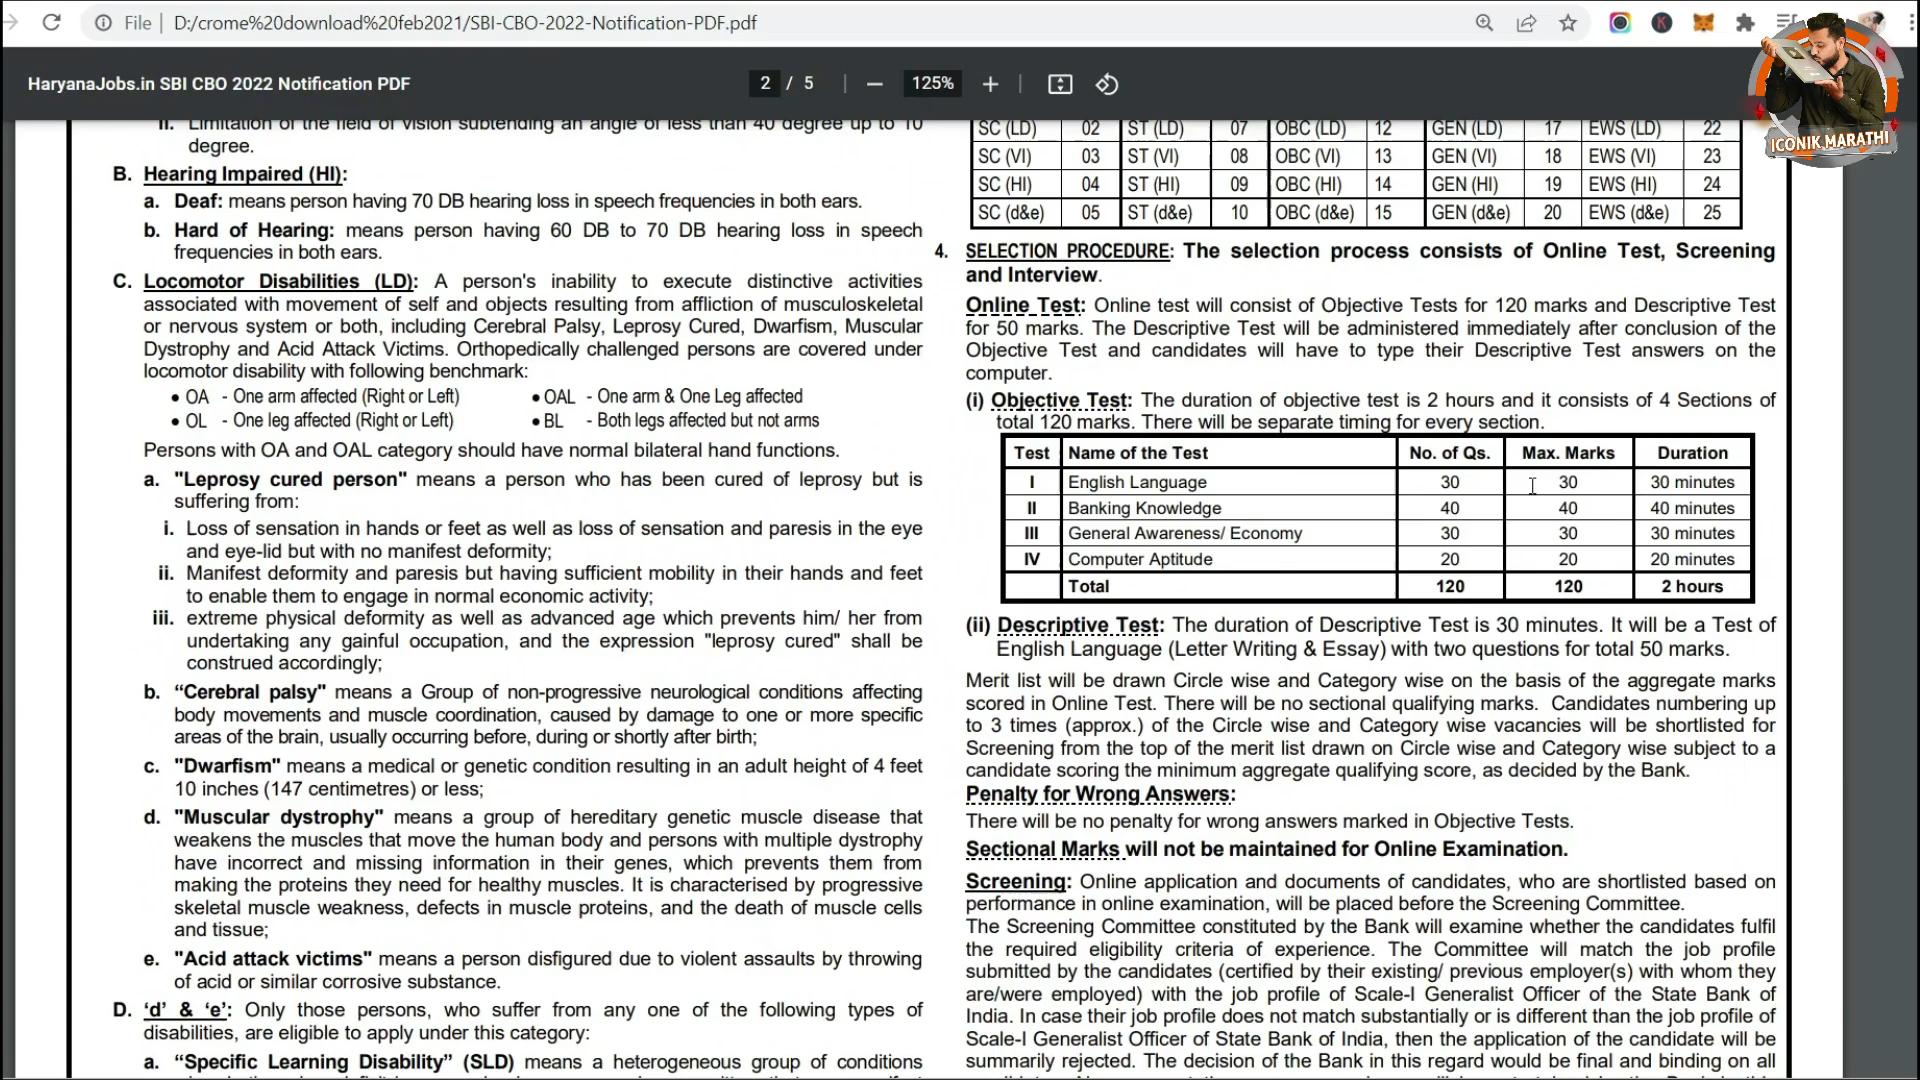 File
D:/crome%20download%20feb2021/SBI-CBO-2022-Notification-PDF.pdf
ICONIK MARATHI
HaryanaJobs.in SBI CBO 2022 Notification PDF
2 / 5
125%
ii. Limitation of the field of vision subtending an angle of less than 40 degree up to 10
degree.
B. Hearing Impaired (HI):
a. Deaf: means person having 70 DB hearing loss in speech frequencies in both ears.
b. Hard of Hearing: means person having 60 DB to 70 DB hearing loss in speech
frequencies in both ears.
C. Locomotor Disabilities (LD): A person's inability to execute distinctive activities
associated with movement of self and objects resulting from affliction of musculoskeletal
or nervous system or both, including Cerebral Palsy, Leprosy Cured, Dwarfism, Muscular
Dystrophy and Acid Attack Victims. Orthopedically challenged persons are covered under
locomotor disability with following benchmark:
• OA - One arm affected (Right or Left) • OAL - One arm & One Leg affected
• OL - One leg affected (Right or Left) • BL - Both legs affected but not arms
Persons with OA and OAL category should have normal bilateral hand functions.
a. "Leprosy cured person" means a person who has been cured of leprosy but is
suffering from:
i. Loss of sensation in hands or feet as well as loss of sensation and paresis in the eye
and eye-lid but with no manifest deformity;
ii. Manifest deformity and paresis but having sufficient mobility in their hands and feet
to enable them to engage in normal economic activity;
iii. extreme physical deformity as well as advanced age which prevents him/ her from
undertaking any gainful occupation, and the expression "leprosy cured" shall be
construed accordingly;
b. “Cerebral palsy" means a Group of non-progressive neurological conditions affecting
body movements and muscle coordination, caused by damage to one or more specific
areas of the brain, usually occurring before, during or shortly after birth;
c. "Dwarfism" means a medical or genetic condition resulting in an adult height of 4 feet
10 inches (147 centimetres) or less;
d. "Muscular dystrophy" means a group of hereditary genetic muscle disease that
weakens the muscles that move the human body and persons with multiple dystrophy
have incorrect and missing information in their genes, which prevents them from
making the proteins they need for healthy muscles. It is characterised by progressive
skeletal muscle weakness, defects in muscle proteins, and the death of muscle cells
and tissue;
e. "Acid attack victims" means a person disfigured due to violent assaults by throwing
of acid or similar corrosive substance.
D. ‘d’ & ‘e’: Only those persons, who suffer from any one of the following types of
disabilities, are eligible to apply under this category:
a. “Specific Learning Disability” (SLD) means a heterogeneous group of conditions
SC (LD) 02 ST (LD) 07 OBC (LD) 12 GEN (LD) 17 EWS (LD) 22
SC (VI) 03 ST (VI) 08 OBC (VI) 13 GEN (VI) 18 EWS (VI) 23
SC (HI) 04 ST (HI) 09 OBC (HI) 14 GEN (HI) 19 EWS (HI) 24
SC (d&e) 05 ST (d&e) 10 OBC (d&e) 15 GEN (d&e) 20 EWS (d&e) 25
4. SELECTION PROCEDURE: The selection process consists of Online Test, Screening
and Interview.
Online Test: Online test will consist of Objective Tests for 120 marks and Descriptive Test
for 50 marks. The Descriptive Test will be administered immediately after conclusion of the
Objective Test and candidates will have to type their Descriptive Test answers on the
computer.
(i) Objective Test: The duration of objective test is 2 hours and it consists of 4 Sections of
total 120 marks. There will be separate timing for every section.
Test Name of the Test No. of Qs. Max. Marks Duration
I English Language 30 30 30 minutes
II Banking Knowledge 40 40 40 minutes
III General Awareness/ Economy 30 30 30 minutes
IV Computer Aptitude 20 20 20 minutes
Total 120 120 2 hours
(ii) Descriptive Test: The duration of Descriptive Test is 30 minutes. It will be a Test of
English Language (Letter Writing & Essay) with two questions for total 50 marks.
Merit list will be drawn Circle wise and Category wise on the basis of the aggregate marks
scored in Online Test. There will be no sectional qualifying marks. Candidates numbering up
to 3 times (approx.) of the Circle wise and Category wise vacancies will be shortlisted for
Screening from the top of the merit list drawn on Circle wise and Category wise subject to a
candidate scoring the minimum aggregate qualifying score, as decided by the Bank.
Penalty for Wrong Answers:
There will be no penalty for wrong answers marked in Objective Tests.
Sectional Marks will not be maintained for Online Examination.
Screening: Online application and documents of candidates, who are shortlisted based on
performance in online examination, will be placed before the Screening Committee.
The Screening Committee constituted by the Bank will examine whether the candidates fulfil
the required eligibility criteria of experience. The Committee will match the job profile
submitted by the candidates (certified by their existing/ previous employer(s) with whom they
are/were employed) with the job profile of Scale-I Generalist Officer of the State Bank of
India. In case their job profile does not match substantially or is different than the job profile of
Scale-I Generalist Officer of State Bank of India, then the application of the candidate will be
summarily rejected. The decision of the Bank in this regard would be final and binding on all